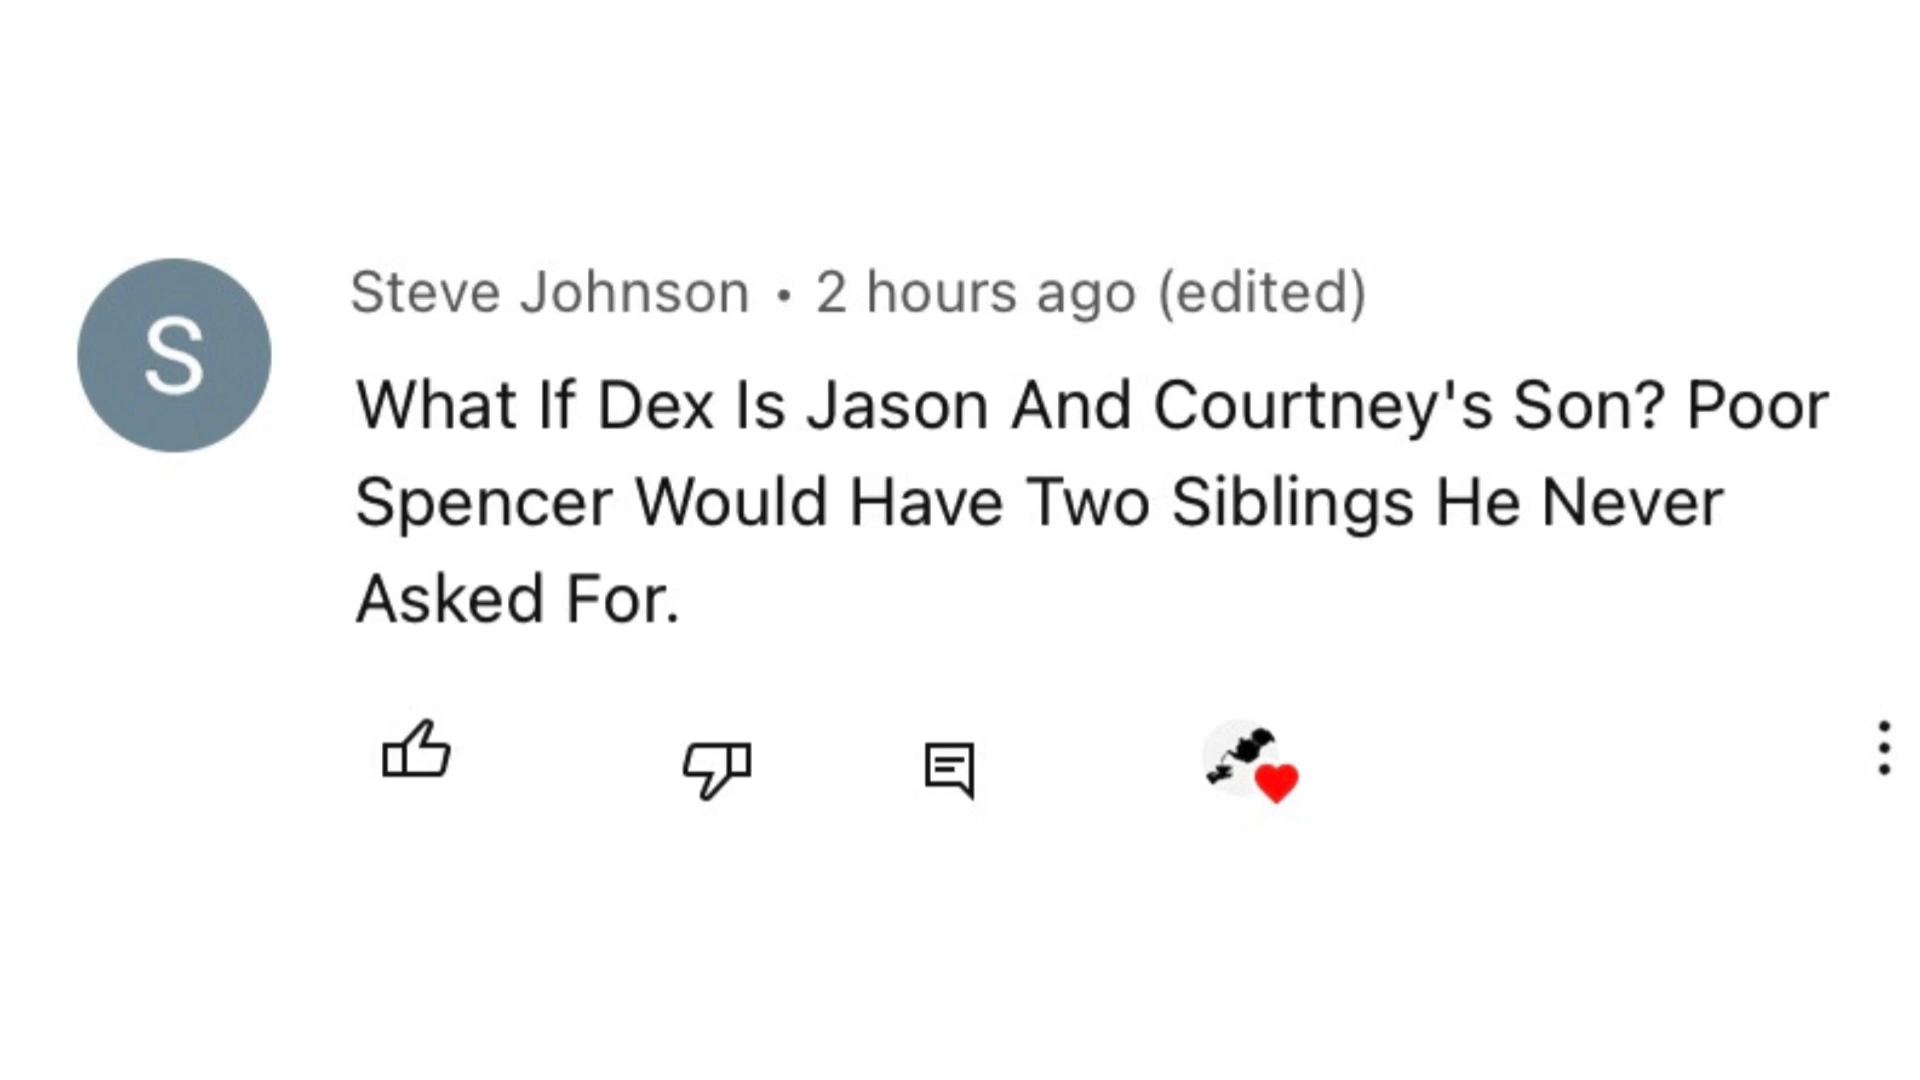 S
Steve Johnson • 2 hours ago (edited)
What If Dex Is Jason And Courtney's Son? Poor
Spencer Would Have Two Siblings He Never
Asked For.